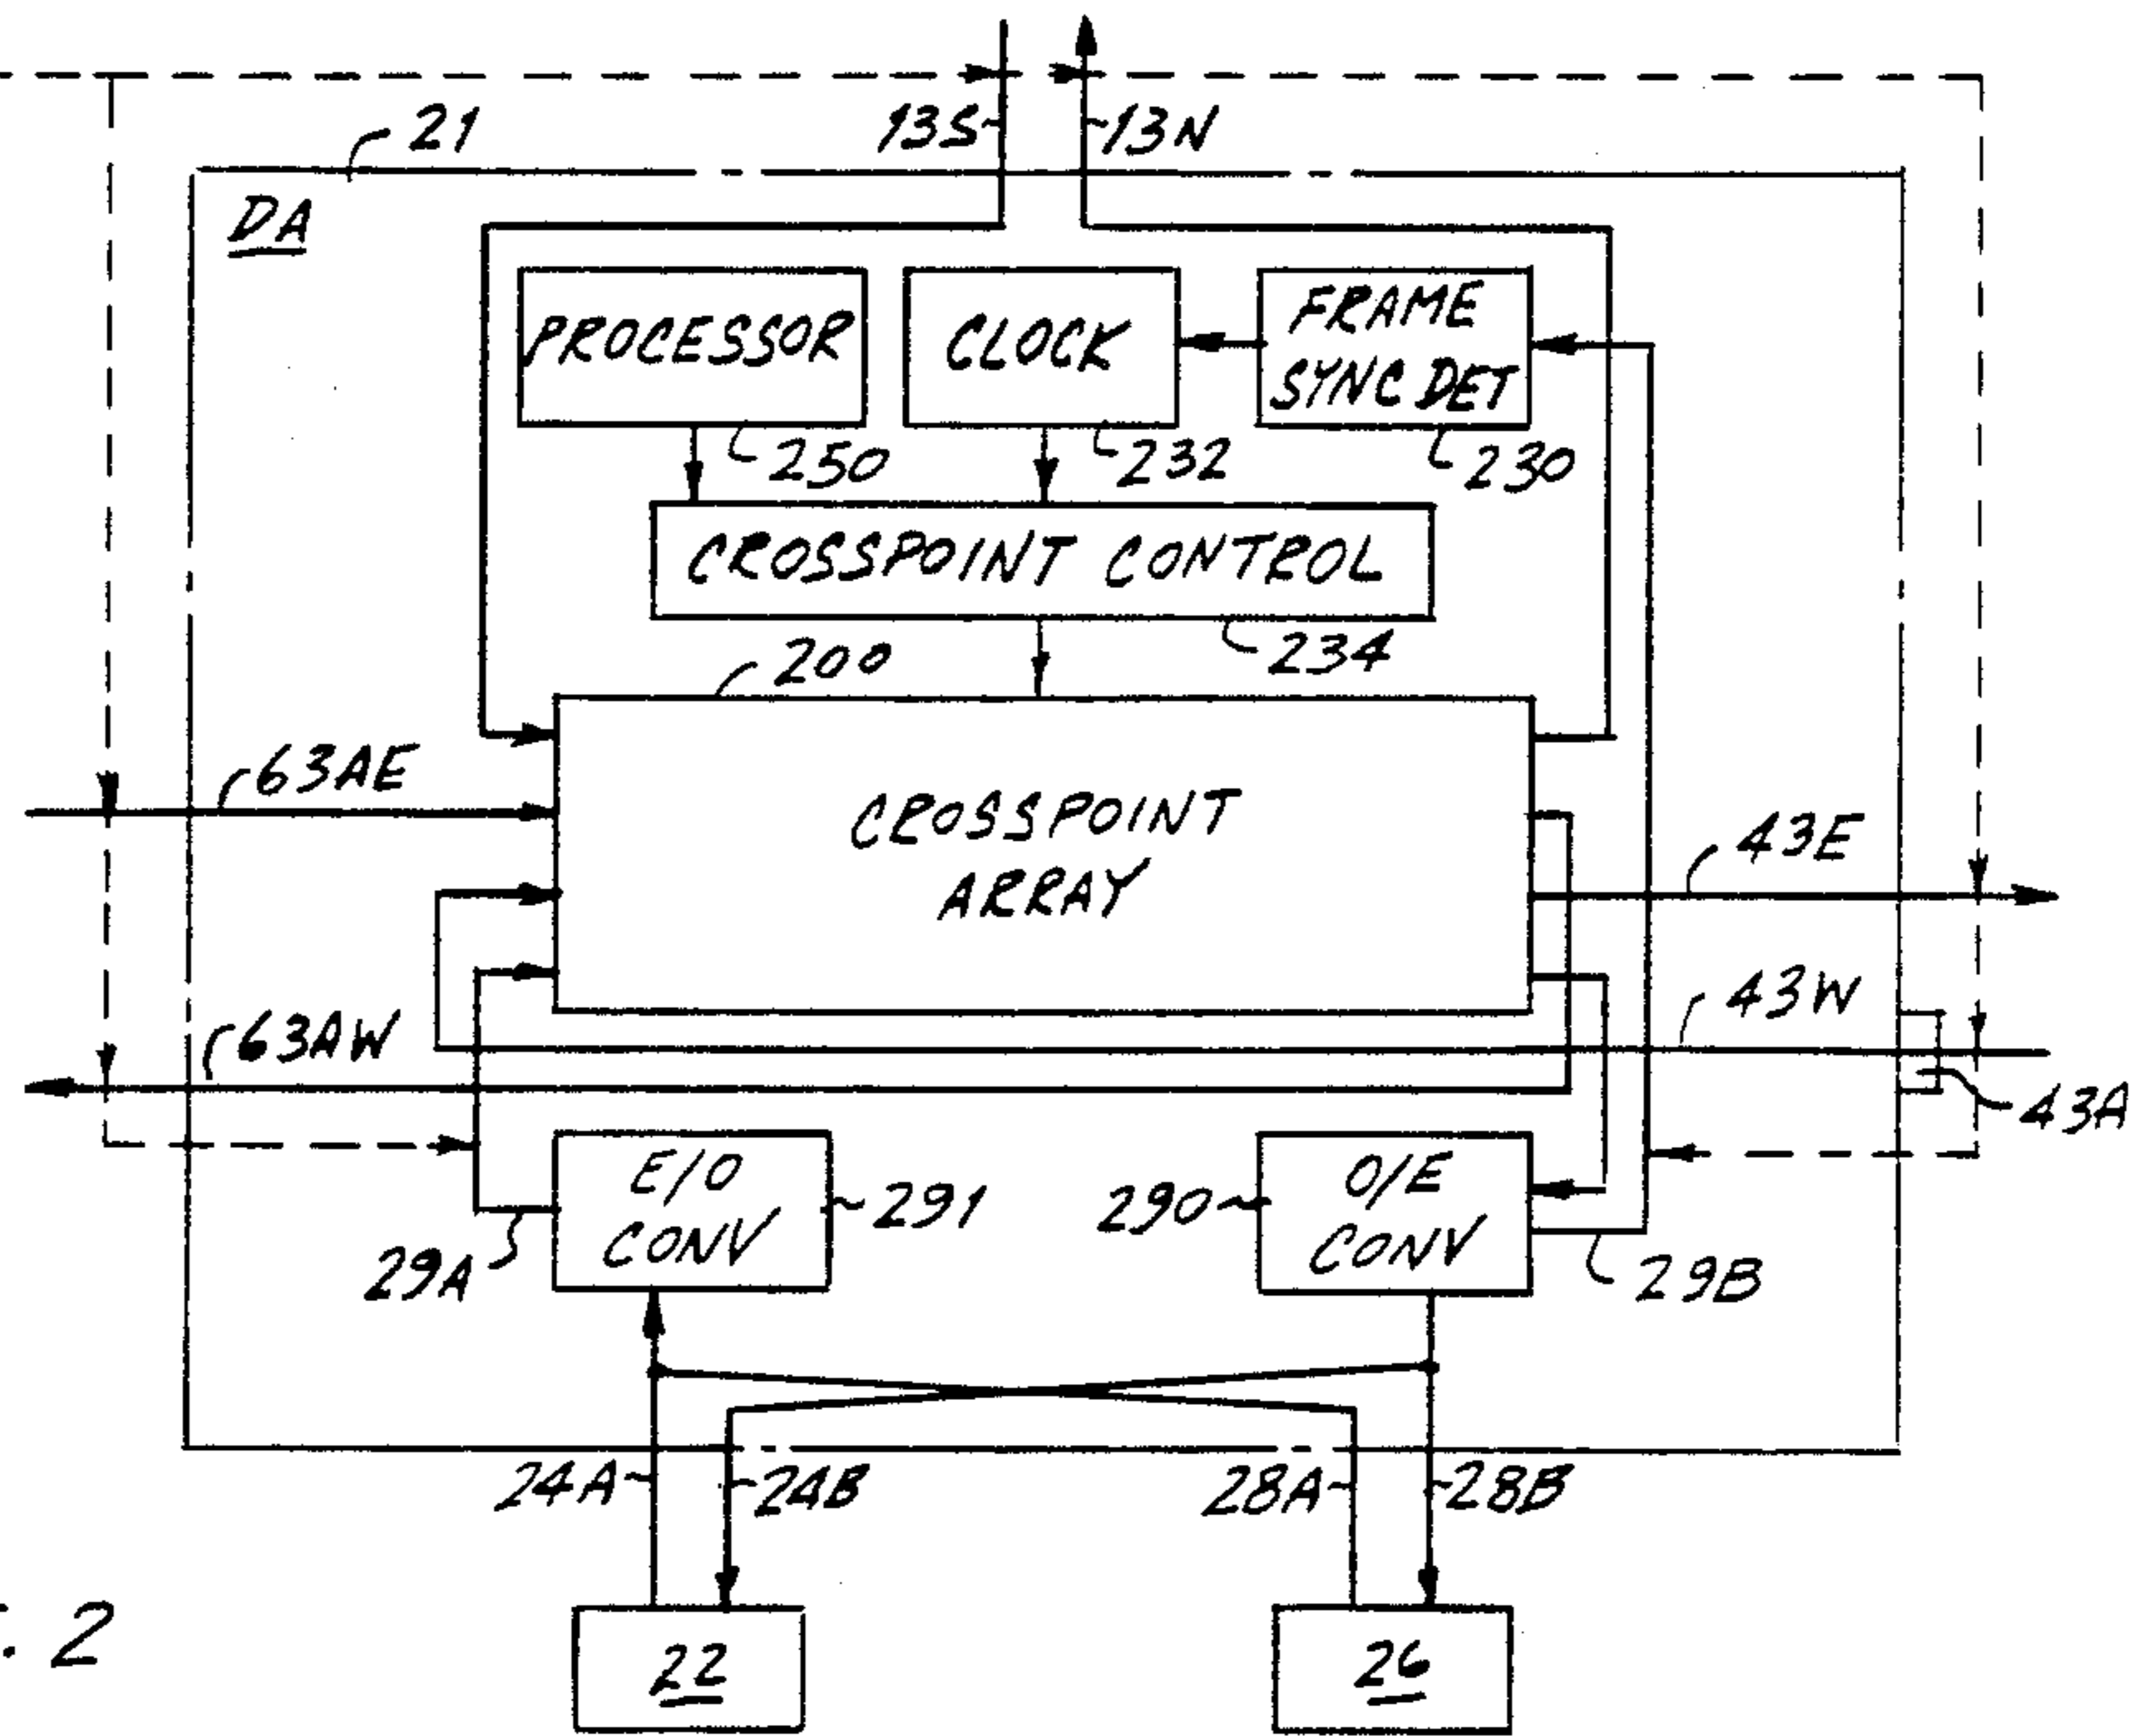 13S
13N
21
DA
PROCESSOR
CLOCK
FRAME
SYNC DET
250
232
230
CROSSPOINT CONTROL
234
200
63AE
CROSSPOINT
ARRAY
43E
43W
63AW
43A
E/O
CONV
291
290
O/E
CONV
29A
29B
24A
24B
28A
28B
22
26
. 2